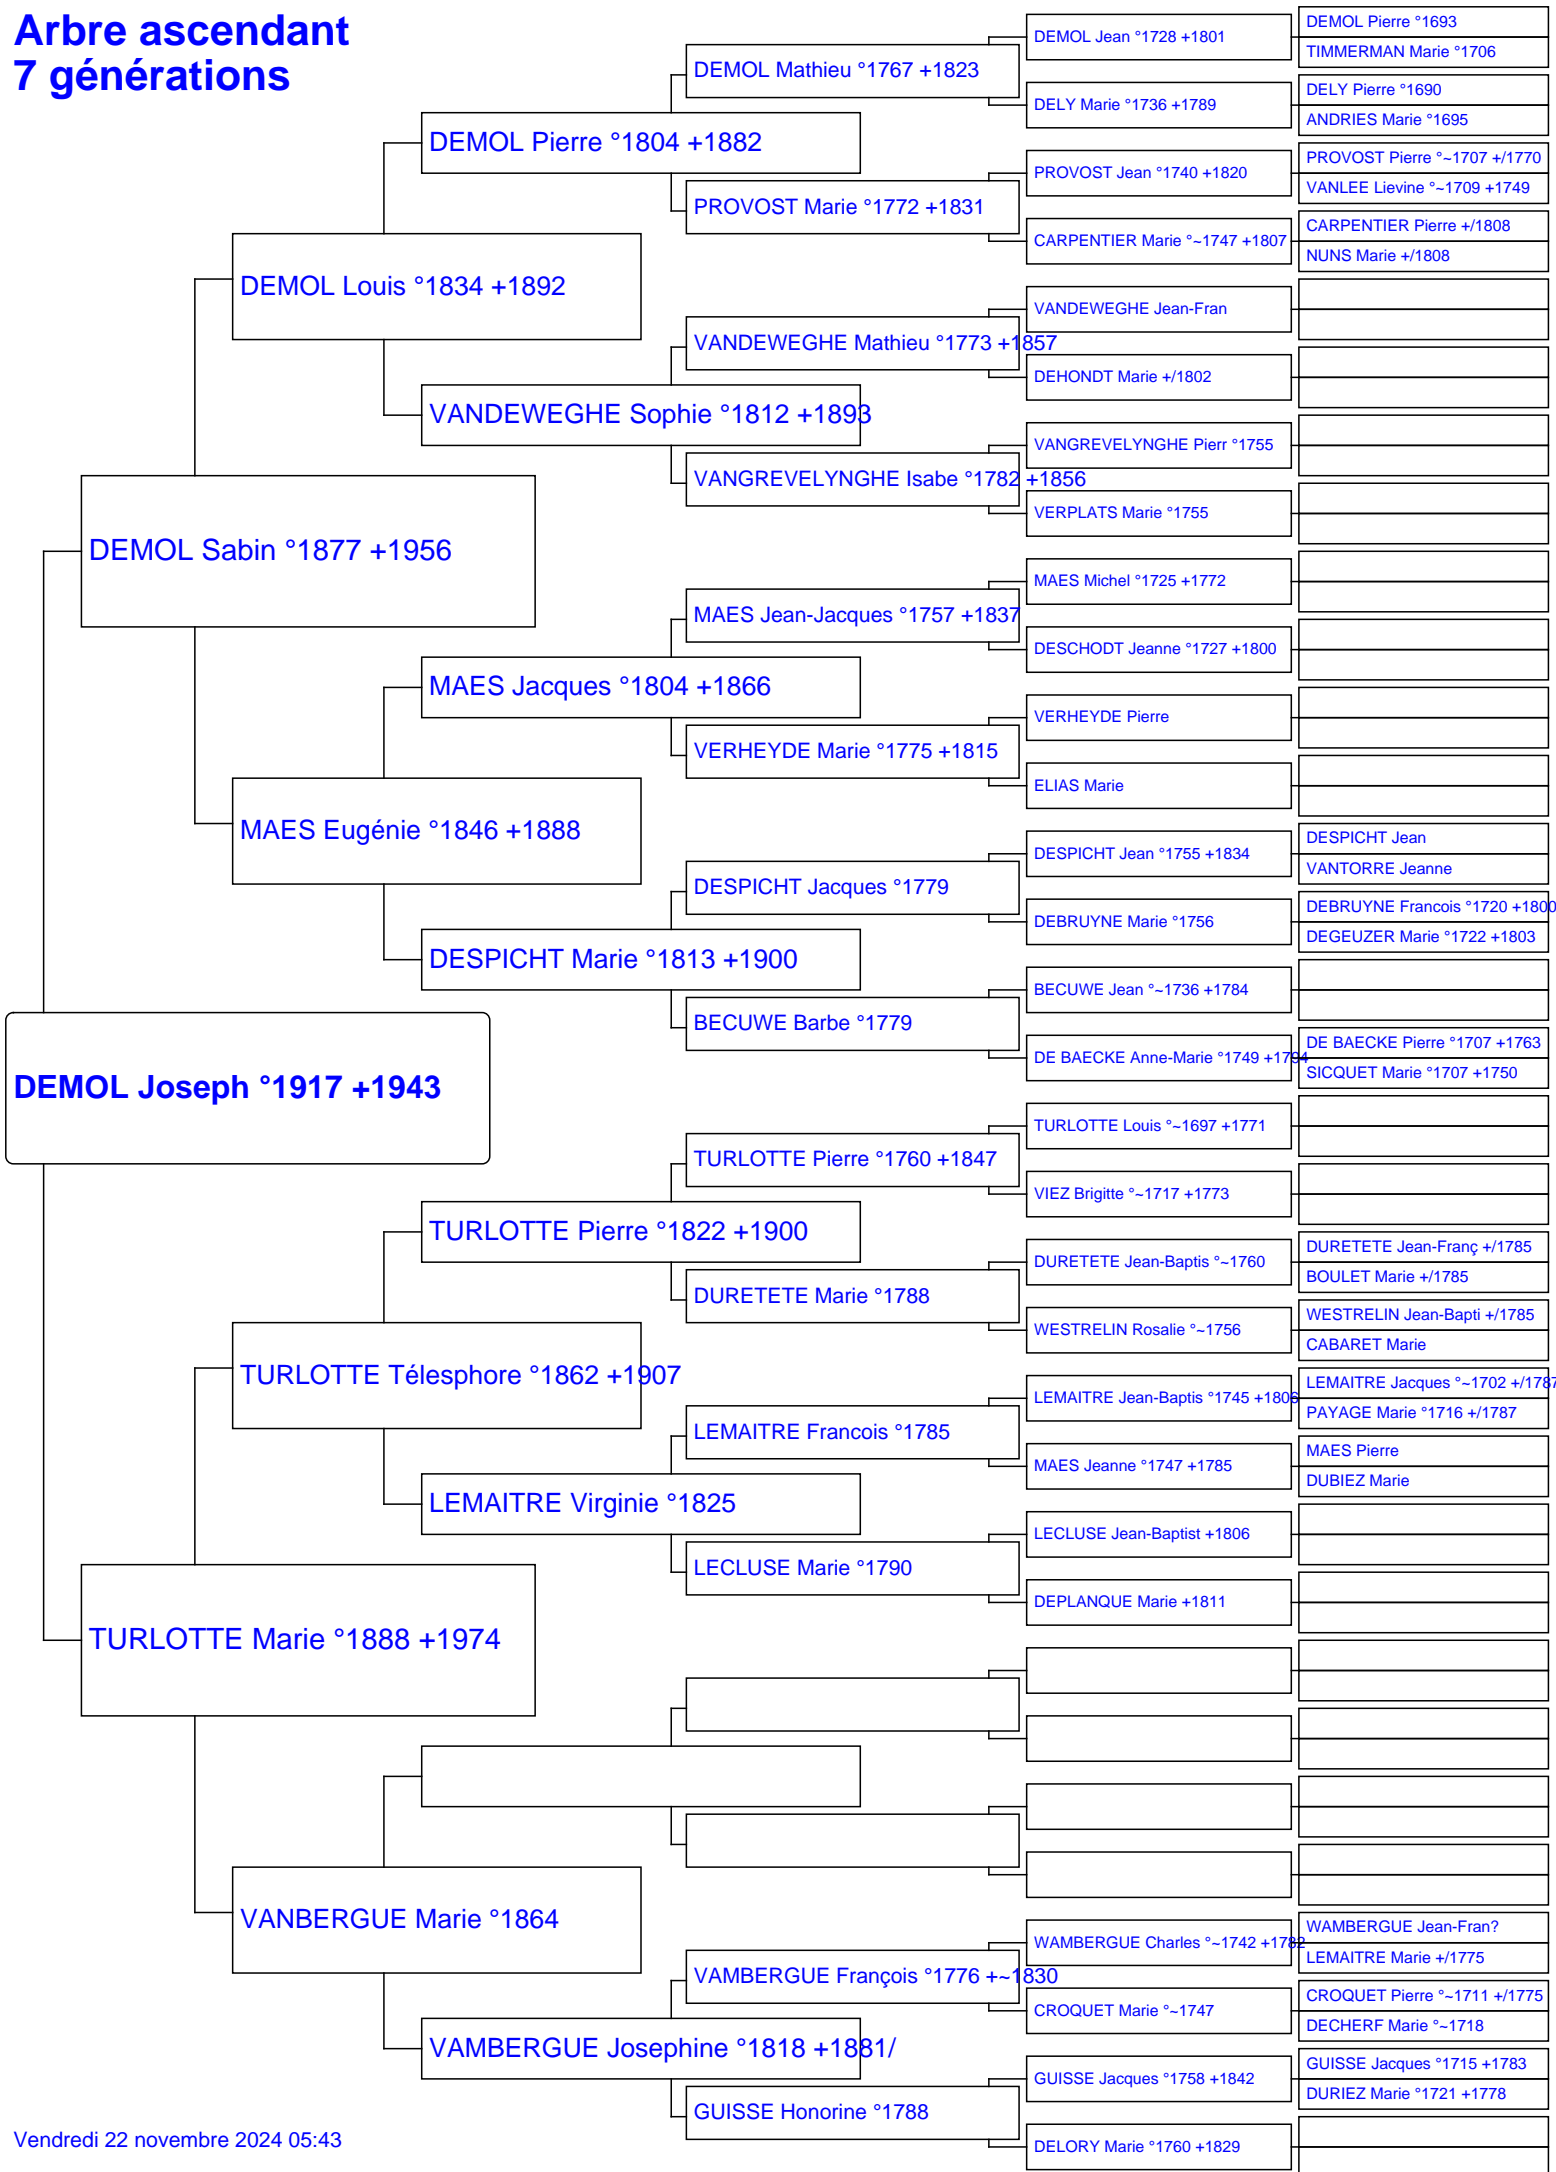 Arbre ascendant
7 générations
DEMOL Joseph °1917 +1943
DEMOL Sabin °1877 +1956
TURLOTTE Marie °1888 +1974
DEMOL Louis °1834 +1892
MAES Eugénie °1846 +1888
TURLOTTE Télesphore °1862 +1907
VANBERGUE Marie °1864
DEMOL Pierre °1804 +1882
VANDEWEGHE Sophie °1812 +1893
MAES Jacques °1804 +1866
DESPICHT Marie °1813 +1900
TURLOTTE Pierre °1822 +1900
LEMAITRE Virginie °1825
VAMBERGUE Josephine °1818 +1881/
DEMOL Mathieu °1767 +1823
PROVOST Marie °1772 +1831
VANDEWEGHE Mathieu °1773 +1857
VANGREVELYNGHE Isabe °1782 +1856
MAES Jean-Jacques °1757 +1837
VERHEYDE Marie °1775 +1815
DESPICHT Jacques °1779
BECUWE Barbe °1779
TURLOTTE Pierre °1760 +1847
DURETETE Marie °1788
LEMAITRE Francois °1785
LECLUSE Marie °1790
VAMBERGUE François °1776 +~1830
GUISSE Honorine °1788
DEMOL Jean °1728 +1801
DELY Marie °1736 +1789
PROVOST Jean °1740 +1820
CARPENTIER Marie °~1747 +1807
VANDEWEGHE Jean-Fran
DEHONDT Marie +/1802
VANGREVELYNGHE Pierr °1755
VERPLATS Marie °1755
MAES Michel °1725 +1772
DESCHODT Jeanne °1727 +1800
VERHEYDE Pierre
ELIAS Marie
DESPICHT Jean °1755 +1834
DEBRUYNE Marie °1756
BECUWE Jean °~1736 +1784
DE BAECKE Anne-Marie °1749 +1794
TURLOTTE Louis °~1697 +1771
VIEZ Brigitte °~1717 +1773
DURETETE Jean-Baptis °~1760
WESTRELIN Rosalie °~1756
LEMAITRE Jean-Baptis °1745 +1806
MAES Jeanne °1747 +1785
LECLUSE Jean-Baptist +1806
DEPLANQUE Marie +1811
WAMBERGUE Charles °~1742 +1782
CROQUET Marie °~1747
GUISSE Jacques °1758 +1842
DELORY Marie °1760 +1829
DEMOL Pierre °1693
TIMMERMAN Marie °1706
DELY Pierre °1690
ANDRIES Marie °1695
PROVOST Pierre °~1707 +/1770
VANLEE Lievine °~1709 +1749
CARPENTIER Pierre +/1808
NUNS Marie +/1808
DESPICHT Jean
VANTORRE Jeanne
DEBRUYNE Francois °1720 +1800
DEGEUZER Marie °1722 +1803
DE BAECKE Pierre °1707 +1763
SICQUET Marie °1707 +1750
DURETETE Jean-Franç +/1785
BOULET Marie +/1785
WESTRELIN Jean-Bapti +/1785
CABARET Marie
LEMAITRE Jacques °~1702 +/1787
PAYAGE Marie °1716 +/1787
MAES Pierre
DUBIEZ Marie
WAMBERGUE Jean-Fran?
LEMAITRE Marie +/1775
CROQUET Pierre °~1711 +/1775
DECHERF Marie °~1718
GUISSE Jacques °1715 +1783
DURIEZ Marie °1721 +1778
Vendredi 22 novembre 2024 05:43